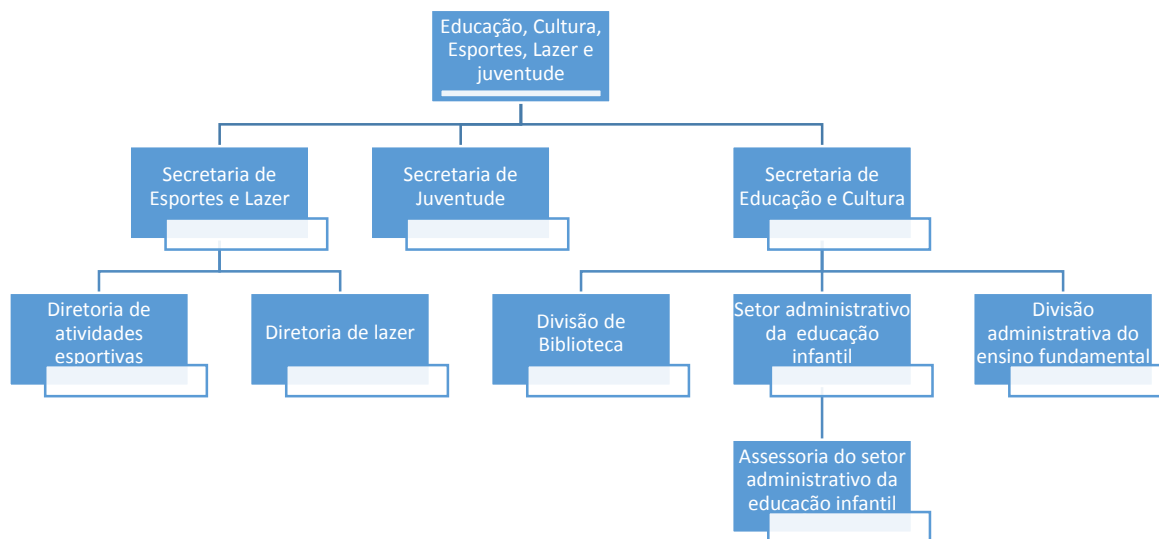 Educação, Cultura,
Esportes, Lazer e
juventude
Secretaria de
Esportes e Lazer
Secretaria de
Juventude
Secretaria de
Educação e Cultura
Diretoria de
atividades
esportivas
Diretoria de lazer
Divisão de
Biblioteca
Setor administrativo
da educação
infantil
Divisão
administrativa do
ensino fundamental
Assessoria do setor
administrativo da
educação infantil